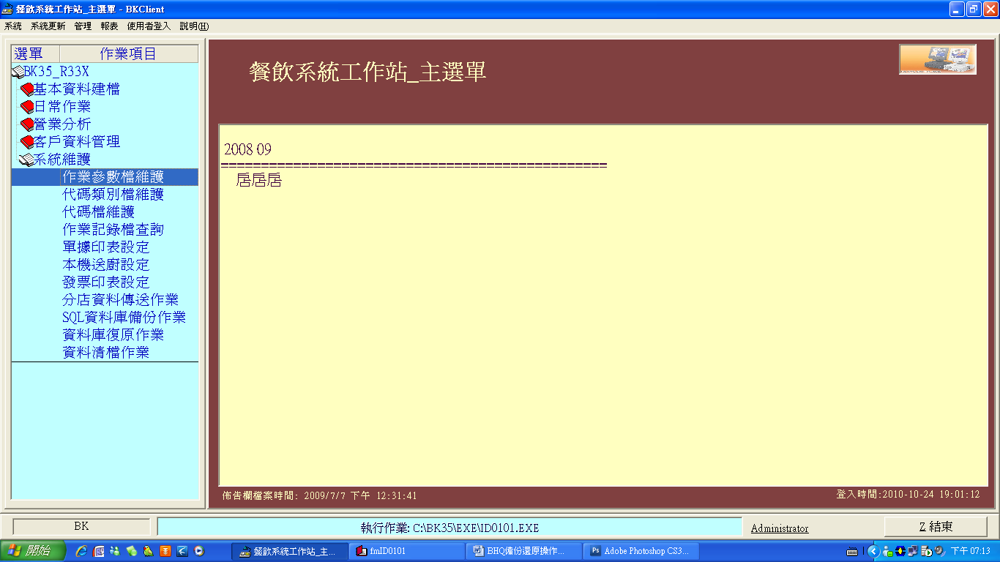 餐飲系統工作站_主選單 - BKClient
系統 系統更新 管理 報表 使用者登入 說明(H)
選單 作業項目
BK35_R33X
基本資料建檔
日常作業
營業分析
客戶資料管理
系統維護
作業參數檔維護
代碼類別檔維護
代碼檔維護
作業記錄檔查詢
單據印表設定
本機送廚設定
發票印表設定
分店資料傳送作業
SQL資料庫備份作業
資料庫復原作業
資料清檔作業
餐飲系統工作站_主選單
2008 09
================================================
佈告欄檔案時間: 2009/7/7 下午 12:31:41
登入時間:2010-10-24 19:01:12
BK
執行作業: C:\BK35\EXE\ID0101.EXE
Administrator
Z 結束
開始
餐飲系統工作站_主...
fmID0101
BHQ備份還原操作...
Adobe Photoshop CS3...
下午 07:13